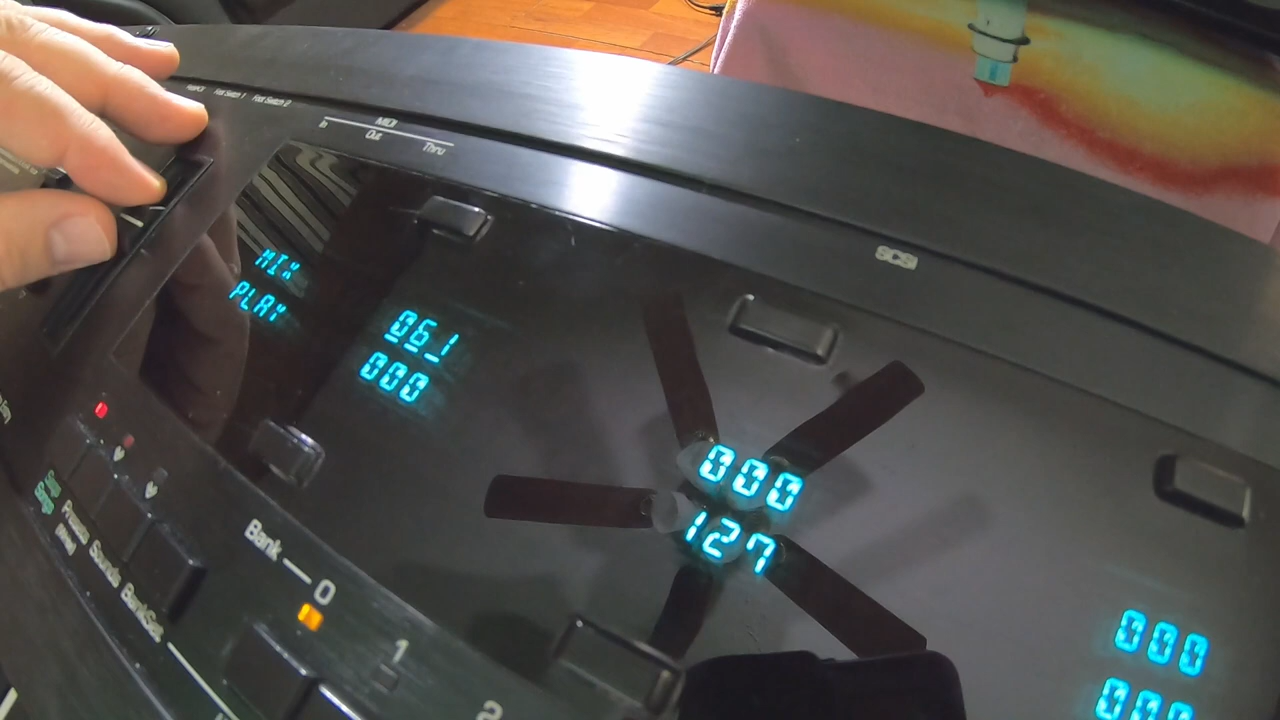 Foot Switch 1
Foot Switch 2
MIDI
In
Out
Thru
SCSI
MIX
PLAY
061
000
000
127
000
000
Presets
Sounds
BankSet
Bank — 0
1
2